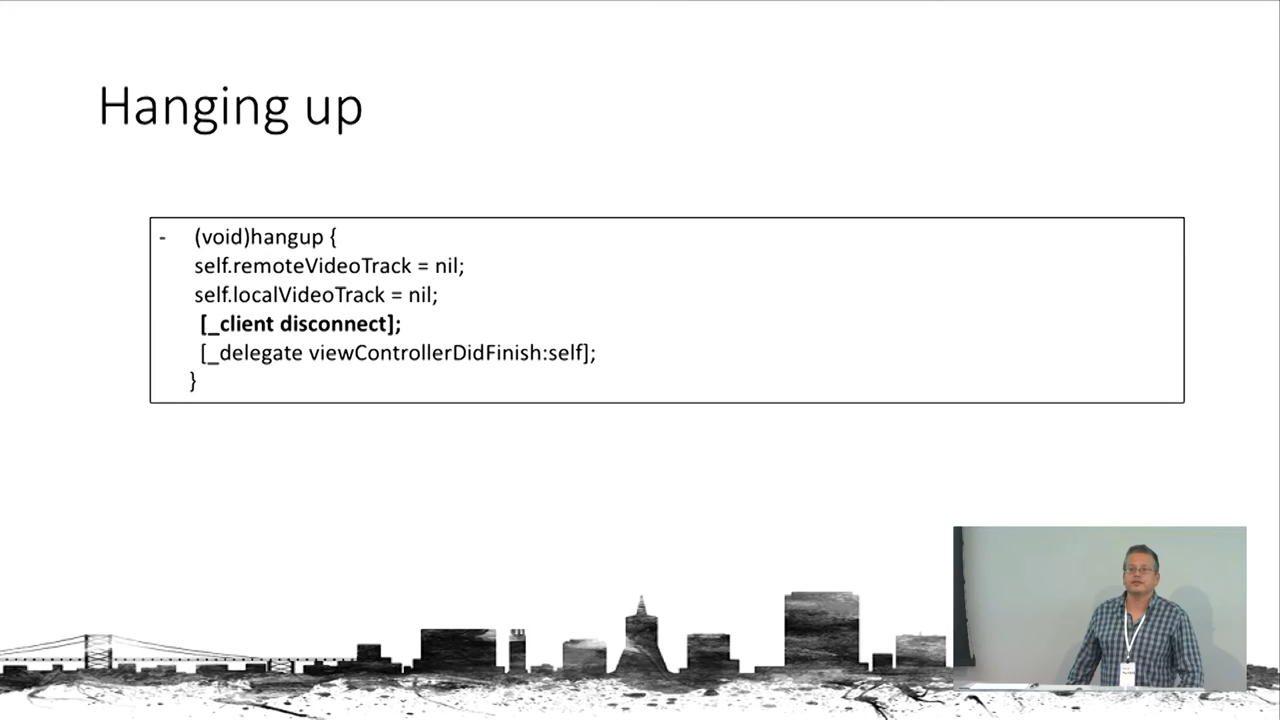 Hanging up
- (void)hangup {
self.remoteVideoTrack = nil;
self.localVideoTrack = nil;
[_client disconnect];
[_delegate viewControllerDidFinish:self];
}